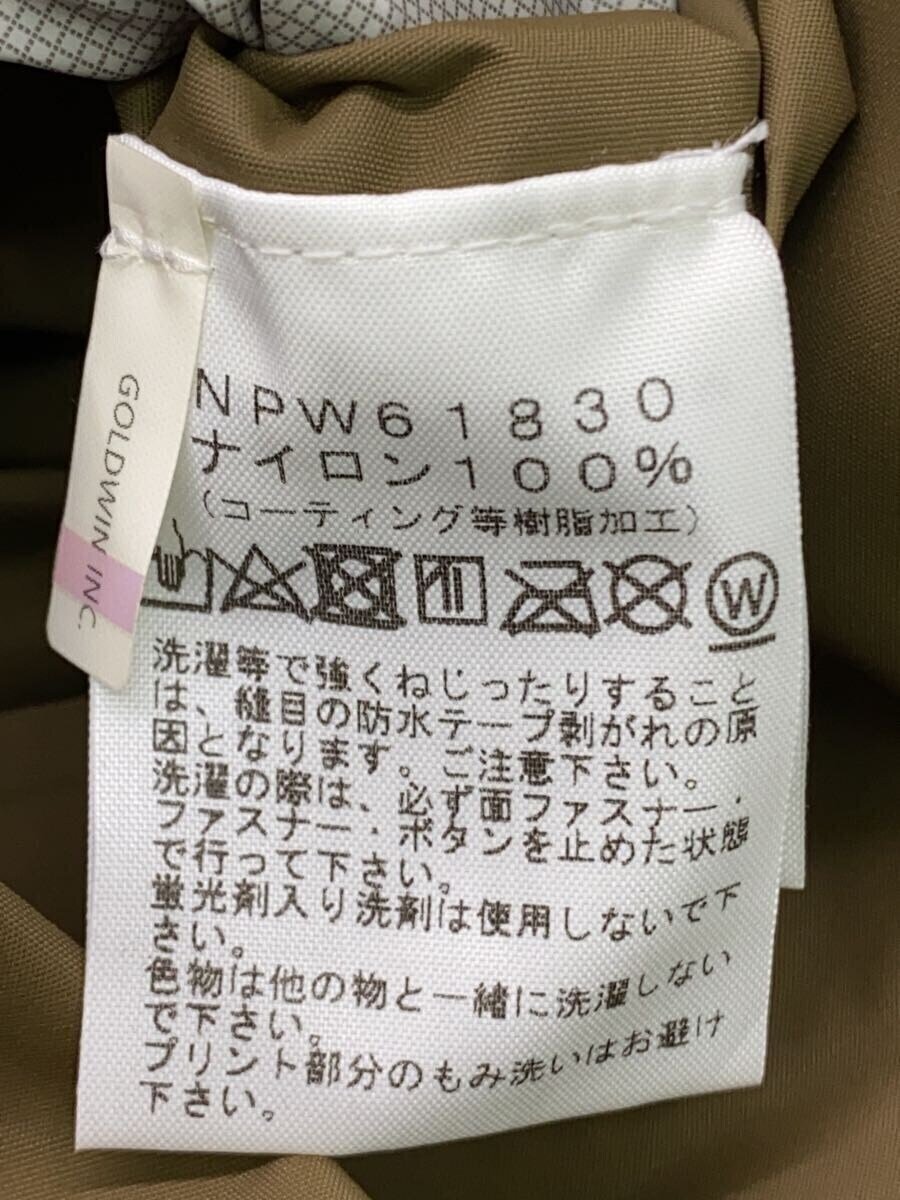 GOLDWIN INC.
NPW61830
ナイロン100%
(コーティング等樹脂加工)
W
洗濯等で強くねじったりすること
は、縫目の防水テープ剥がれの原
因となります。ご注意下さい。
洗濯の際は、必ず面ファスナー・
ファスナー・ボタンを止めた状態
で行って下さい。
蛍光剤入り洗剤は使用しないで下
さい。
色物は他の物と一緒に洗濯しない
で下さい。
プリント部分のもみ洗いはお避け
下さい。